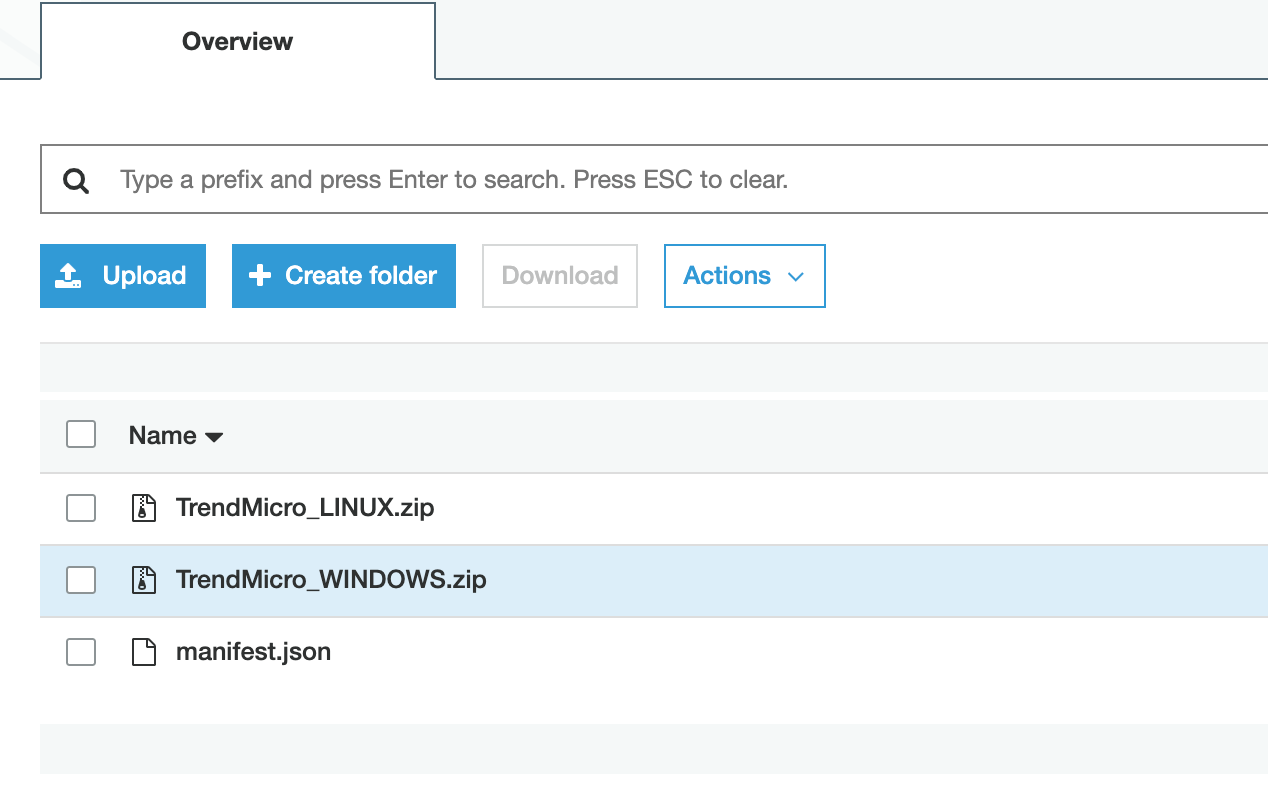 Overview
Type a prefix and press Enter to search. Press ESC to clear.
Upload Create folder Download Actions
Name
TrendMicro_LINUX.zip
TrendMicro_WINDOWS.zip
manifest.json